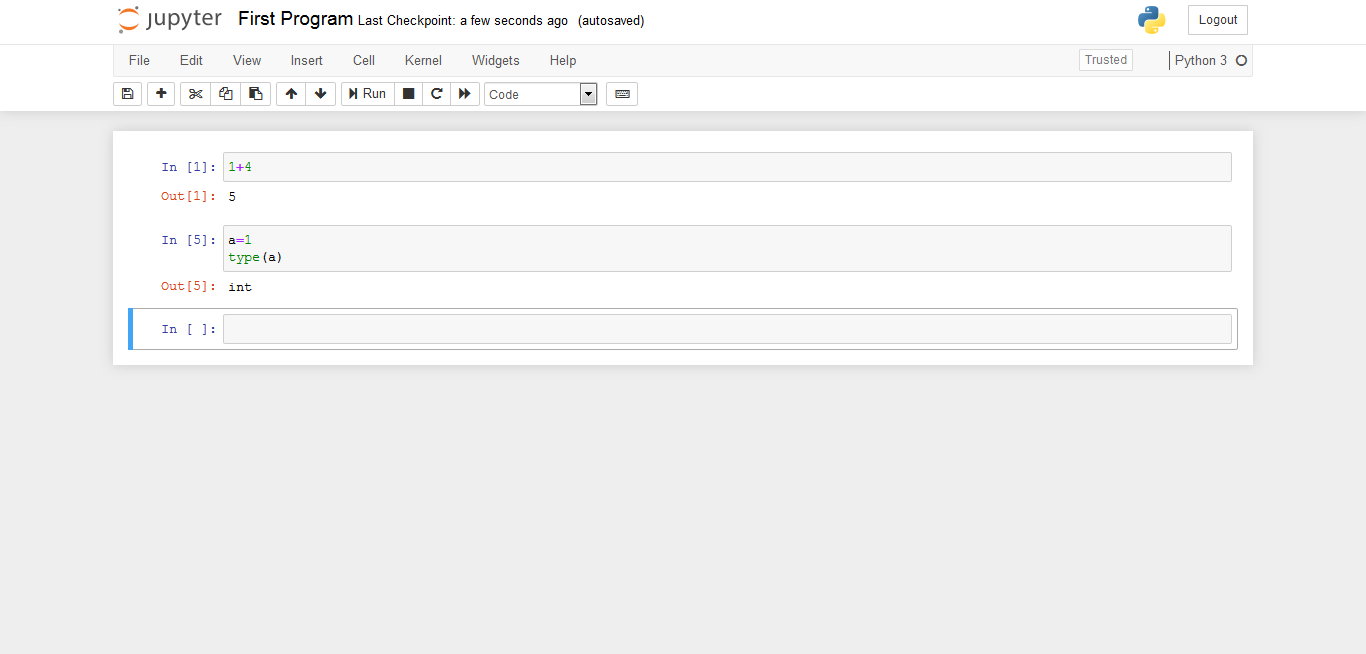 jupyter First Program Last Checkpoint: a few seconds ago (autosaved) Logout
File Edit View Insert Cell Kernel Widgets Help Trusted Python 3
Run Code
In [1]: 1+4
Out[1]: 5
In [5]: a=1
type(a)
Out[5]: int
In [ ]: